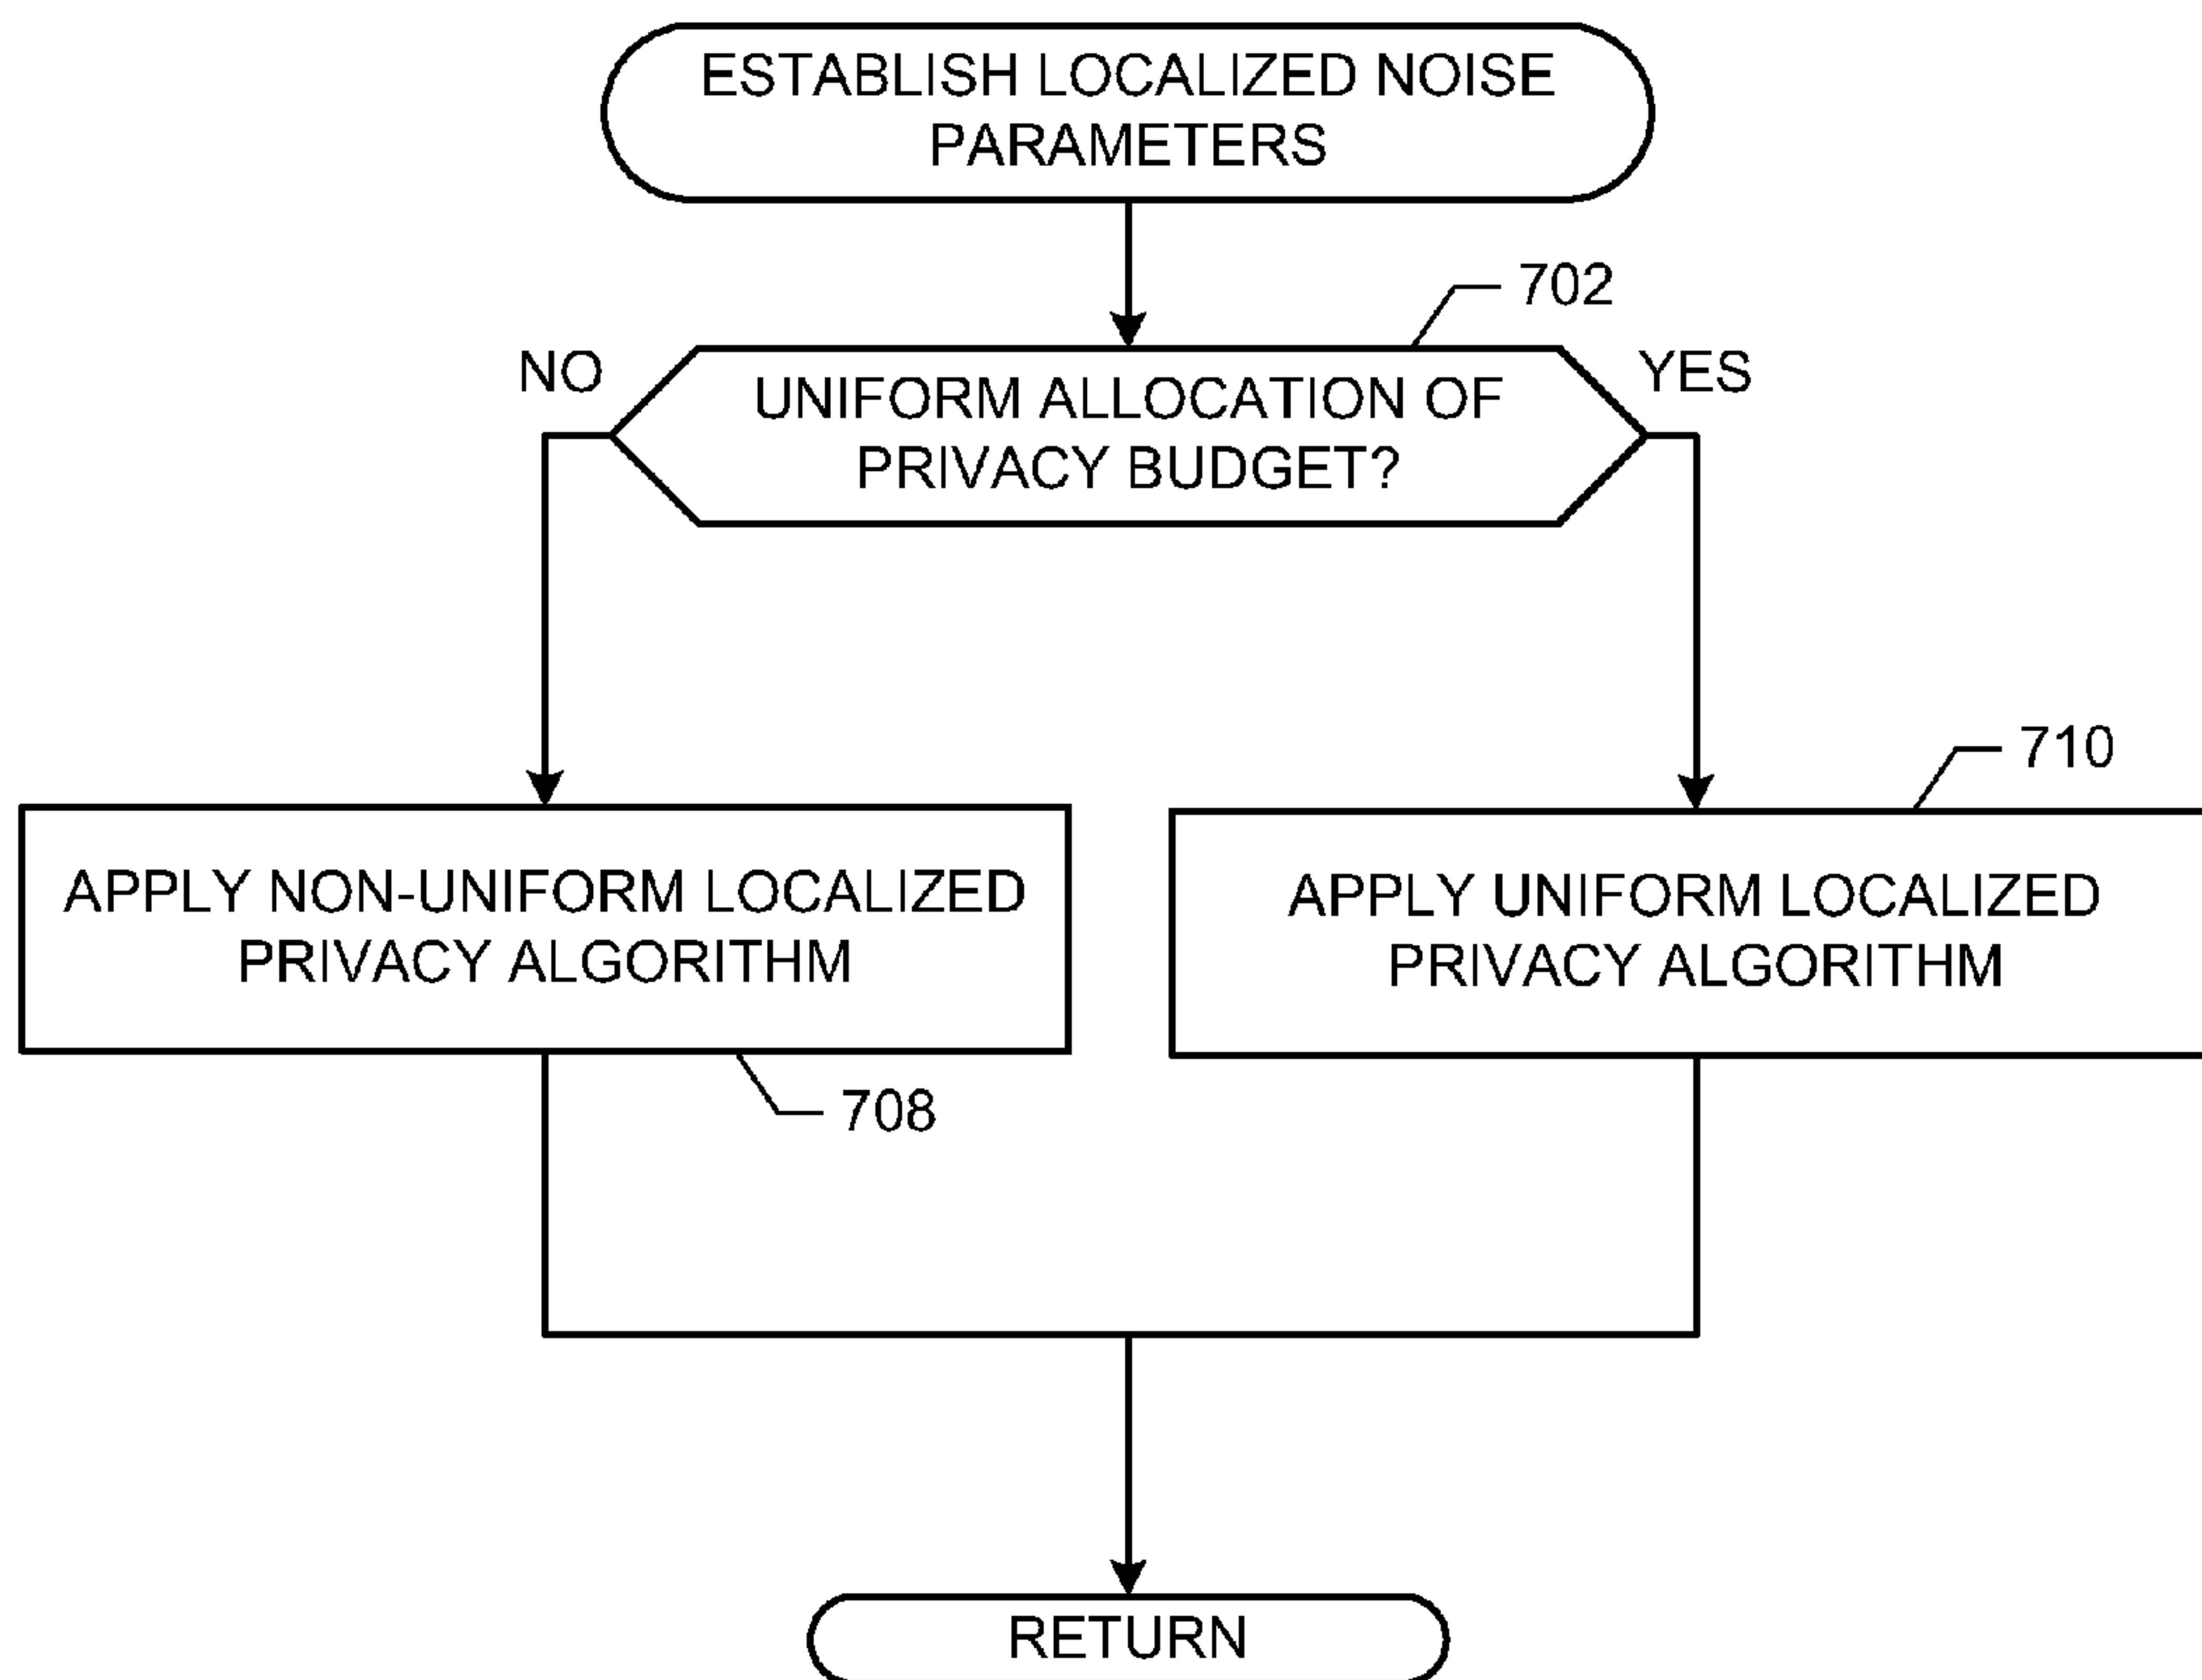 ESTABLISH LOCALIZED NOISE
PARAMETERS
702
NO
YES
UNIFORM ALLOCATION OF
PRIVACY BUDGET?
710
APPLY NON-UNIFORM LOCALIZED
PRIVACY ALGORITHM
APPLY UNIFORM LOCALIZED
PRIVACY ALGORITHM
708
RETURN